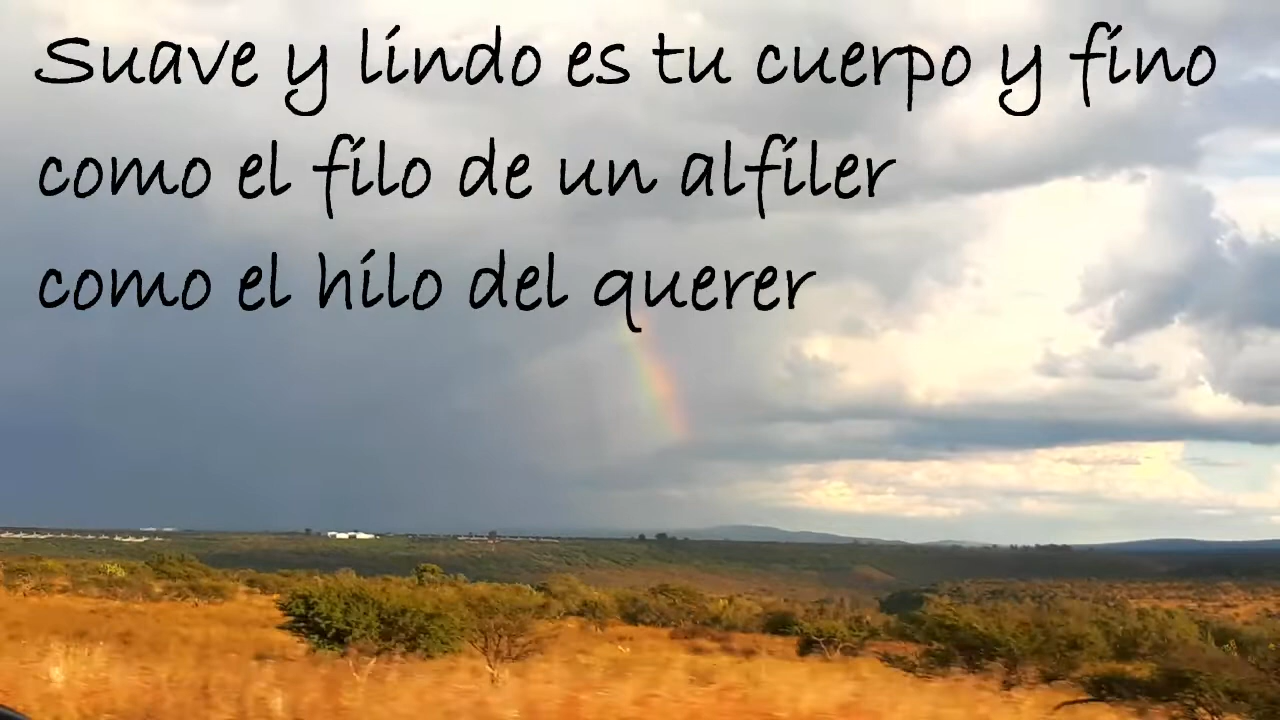 Suave y lindo es tu cuerpo y fino
como el filo de un alfiler
como el hilo del querer